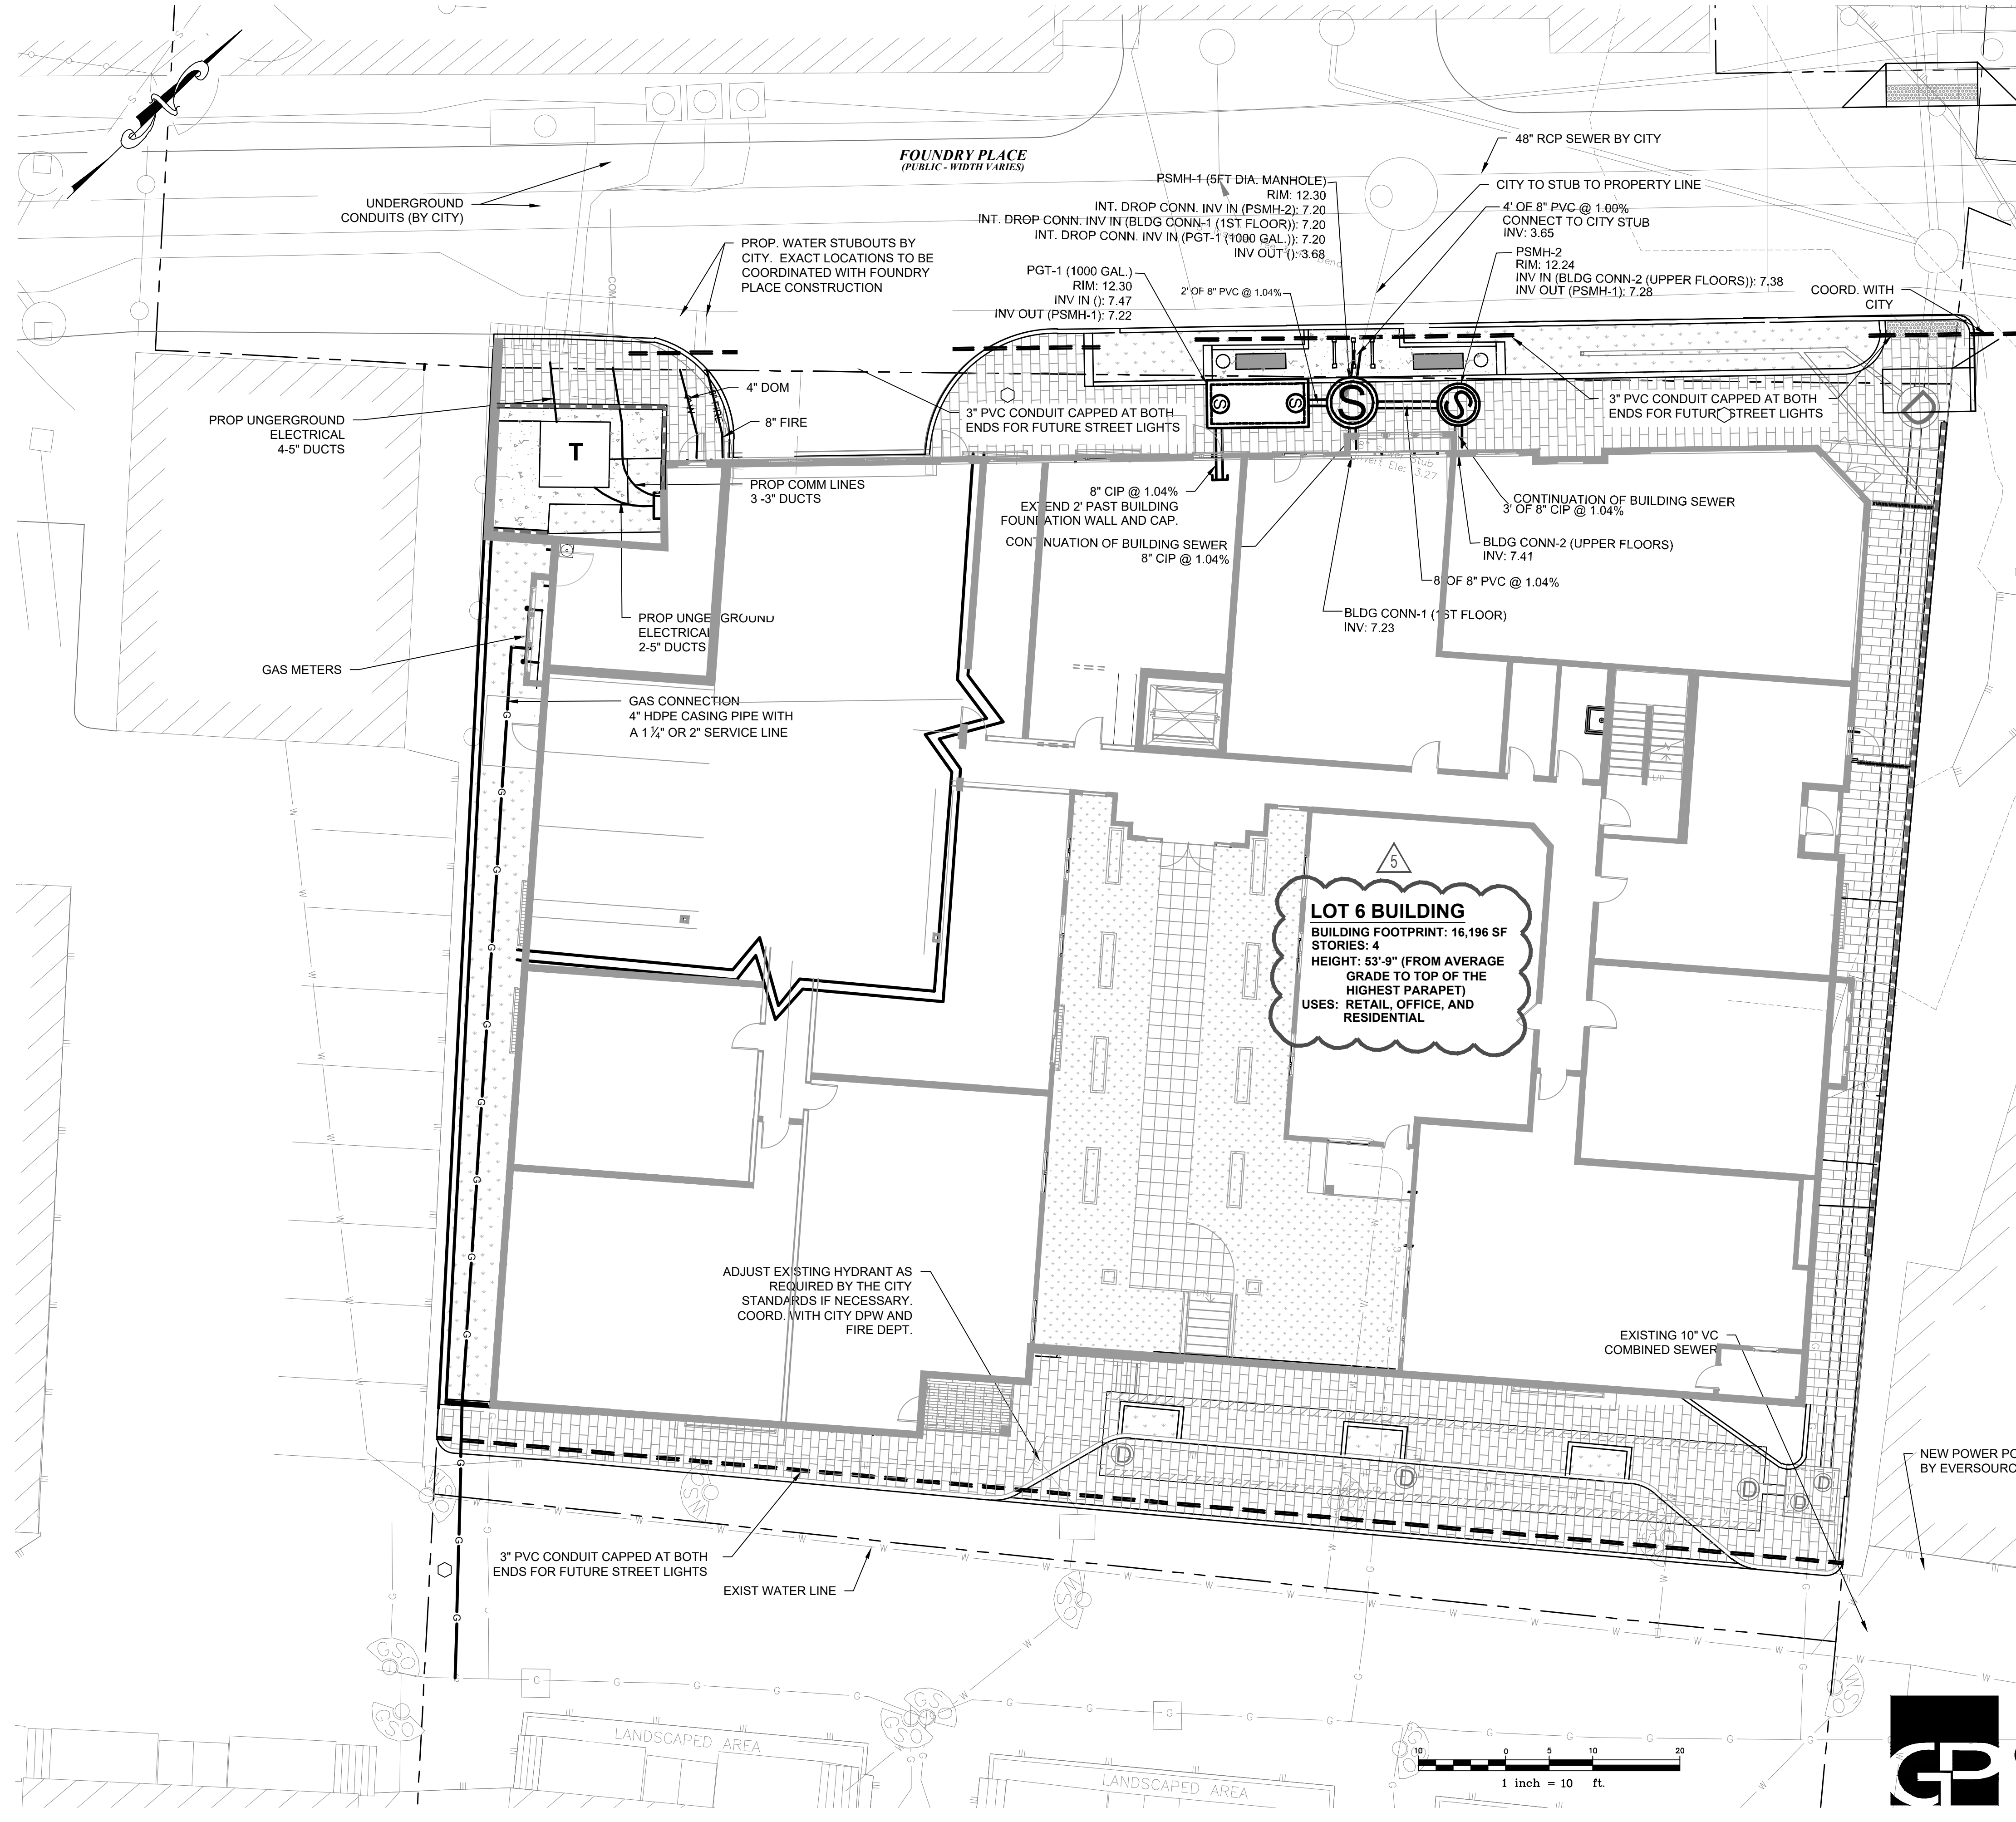 FOUNDRY PLACE
(PUBLIC - WIDTH VARIES)
48" RCP SEWER BY CITY
UNDERGROUND
CONDUITS (BY CITY)
PSMH-1 (5FT DIA. MANHOLE)
RIM: 12.30
INT. DROP CONN. INV IN (PSMH-2): 7.20
INT. DROP CONN. INV IN (BLDG CONN-1 (1ST FLOOR)): 7.20
INT. DROP CONN. INV IN (PGT-1 (1000 GAL.)): 7.20
INV OUT (): 3.68
CITY TO STUB TO PROPERTY LINE
4' OF 8" PVC @ 1.00%
CONNECT TO CITY STUB
INV: 3.65
PROP. WATER STUBOUTS BY
CITY. EXACT LOCATIONS TO BE
COORDINATED WITH FOUNDRY
PLACE CONSTRUCTION
PGT-1 (1000 GAL.)
RIM: 12.30
INV IN (): 7.47
INV OUT (PSMH-1): 7.22
2' OF 8" PVC @ 1.04%
PSMH-2
RIM: 12.24
INV IN (BLDG CONN-2 (UPPER FLOORS)): 7.38
INV OUT (PSMH-1): 7.28
COORD. WITH
CITY
COM
4" DOM
8" FIRE
PROP UNGERGROUND
ELECTRICAL
4-5" DUCTS
T
S
S
S
S
D
3" PVC CONDUIT CAPPED AT BOTH
ENDS FOR FUTURE STREET LIGHTS
3" PVC CONDUIT CAPPED AT BOTH
ENDS FOR FUTURE STREET LIGHTS
PROP COMM LINES
3 -3" DUCTS
8" CIP @ 1.04%
EXTEND 2' PAST BUILDING
FOUNDATION WALL AND CAP.
CONTINUATION OF BUILDING SEWER
8" CIP @ 1.04%
CONTINUATION OF BUILDING SEWER
3' OF 8" CIP @ 1.04%
BLDG CONN-2 (UPPER FLOORS)
INV: 7.41
8' OF 8" PVC @ 1.04%
BLDG CONN-1 (1ST FLOOR)
INV: 7.23
PROP UNGERGROUND
ELECTRICAL
2-5" DUCTS
GAS METERS
GAS CONNECTION
4" HDPE CASING PIPE WITH
A 1 ¼" OR 2" SERVICE LINE
UP
5
LOT 6 BUILDING
BUILDING FOOTPRINT: 16,196 SF
STORIES: 4
HEIGHT: 53'-9" (FROM AVERAGE
GRADE TO TOP OF THE
HIGHEST PARAPET)
USES: RETAIL, OFFICE, AND
RESIDENTIAL
ADJUST EXISTING HYDRANT AS
REQUIRED BY THE CITY
STANDARDS IF NECESSARY.
COORD. WITH CITY DPW AND
FIRE DEPT.
EXISTING 10" VC
COMBINED SEWER
D
D
D
D
D
NEW POWER PO
BY EVERSOURC
3" PVC CONDUIT CAPPED AT BOTH
ENDS FOR FUTURE STREET LIGHTS
EXIST WATER LINE
WSO
GSO
GSO
GSO
GSO
LANDSCAPED AREA
LANDSCAPED AREA
10 0 5 10 20
1 inch = 10 ft.
GP